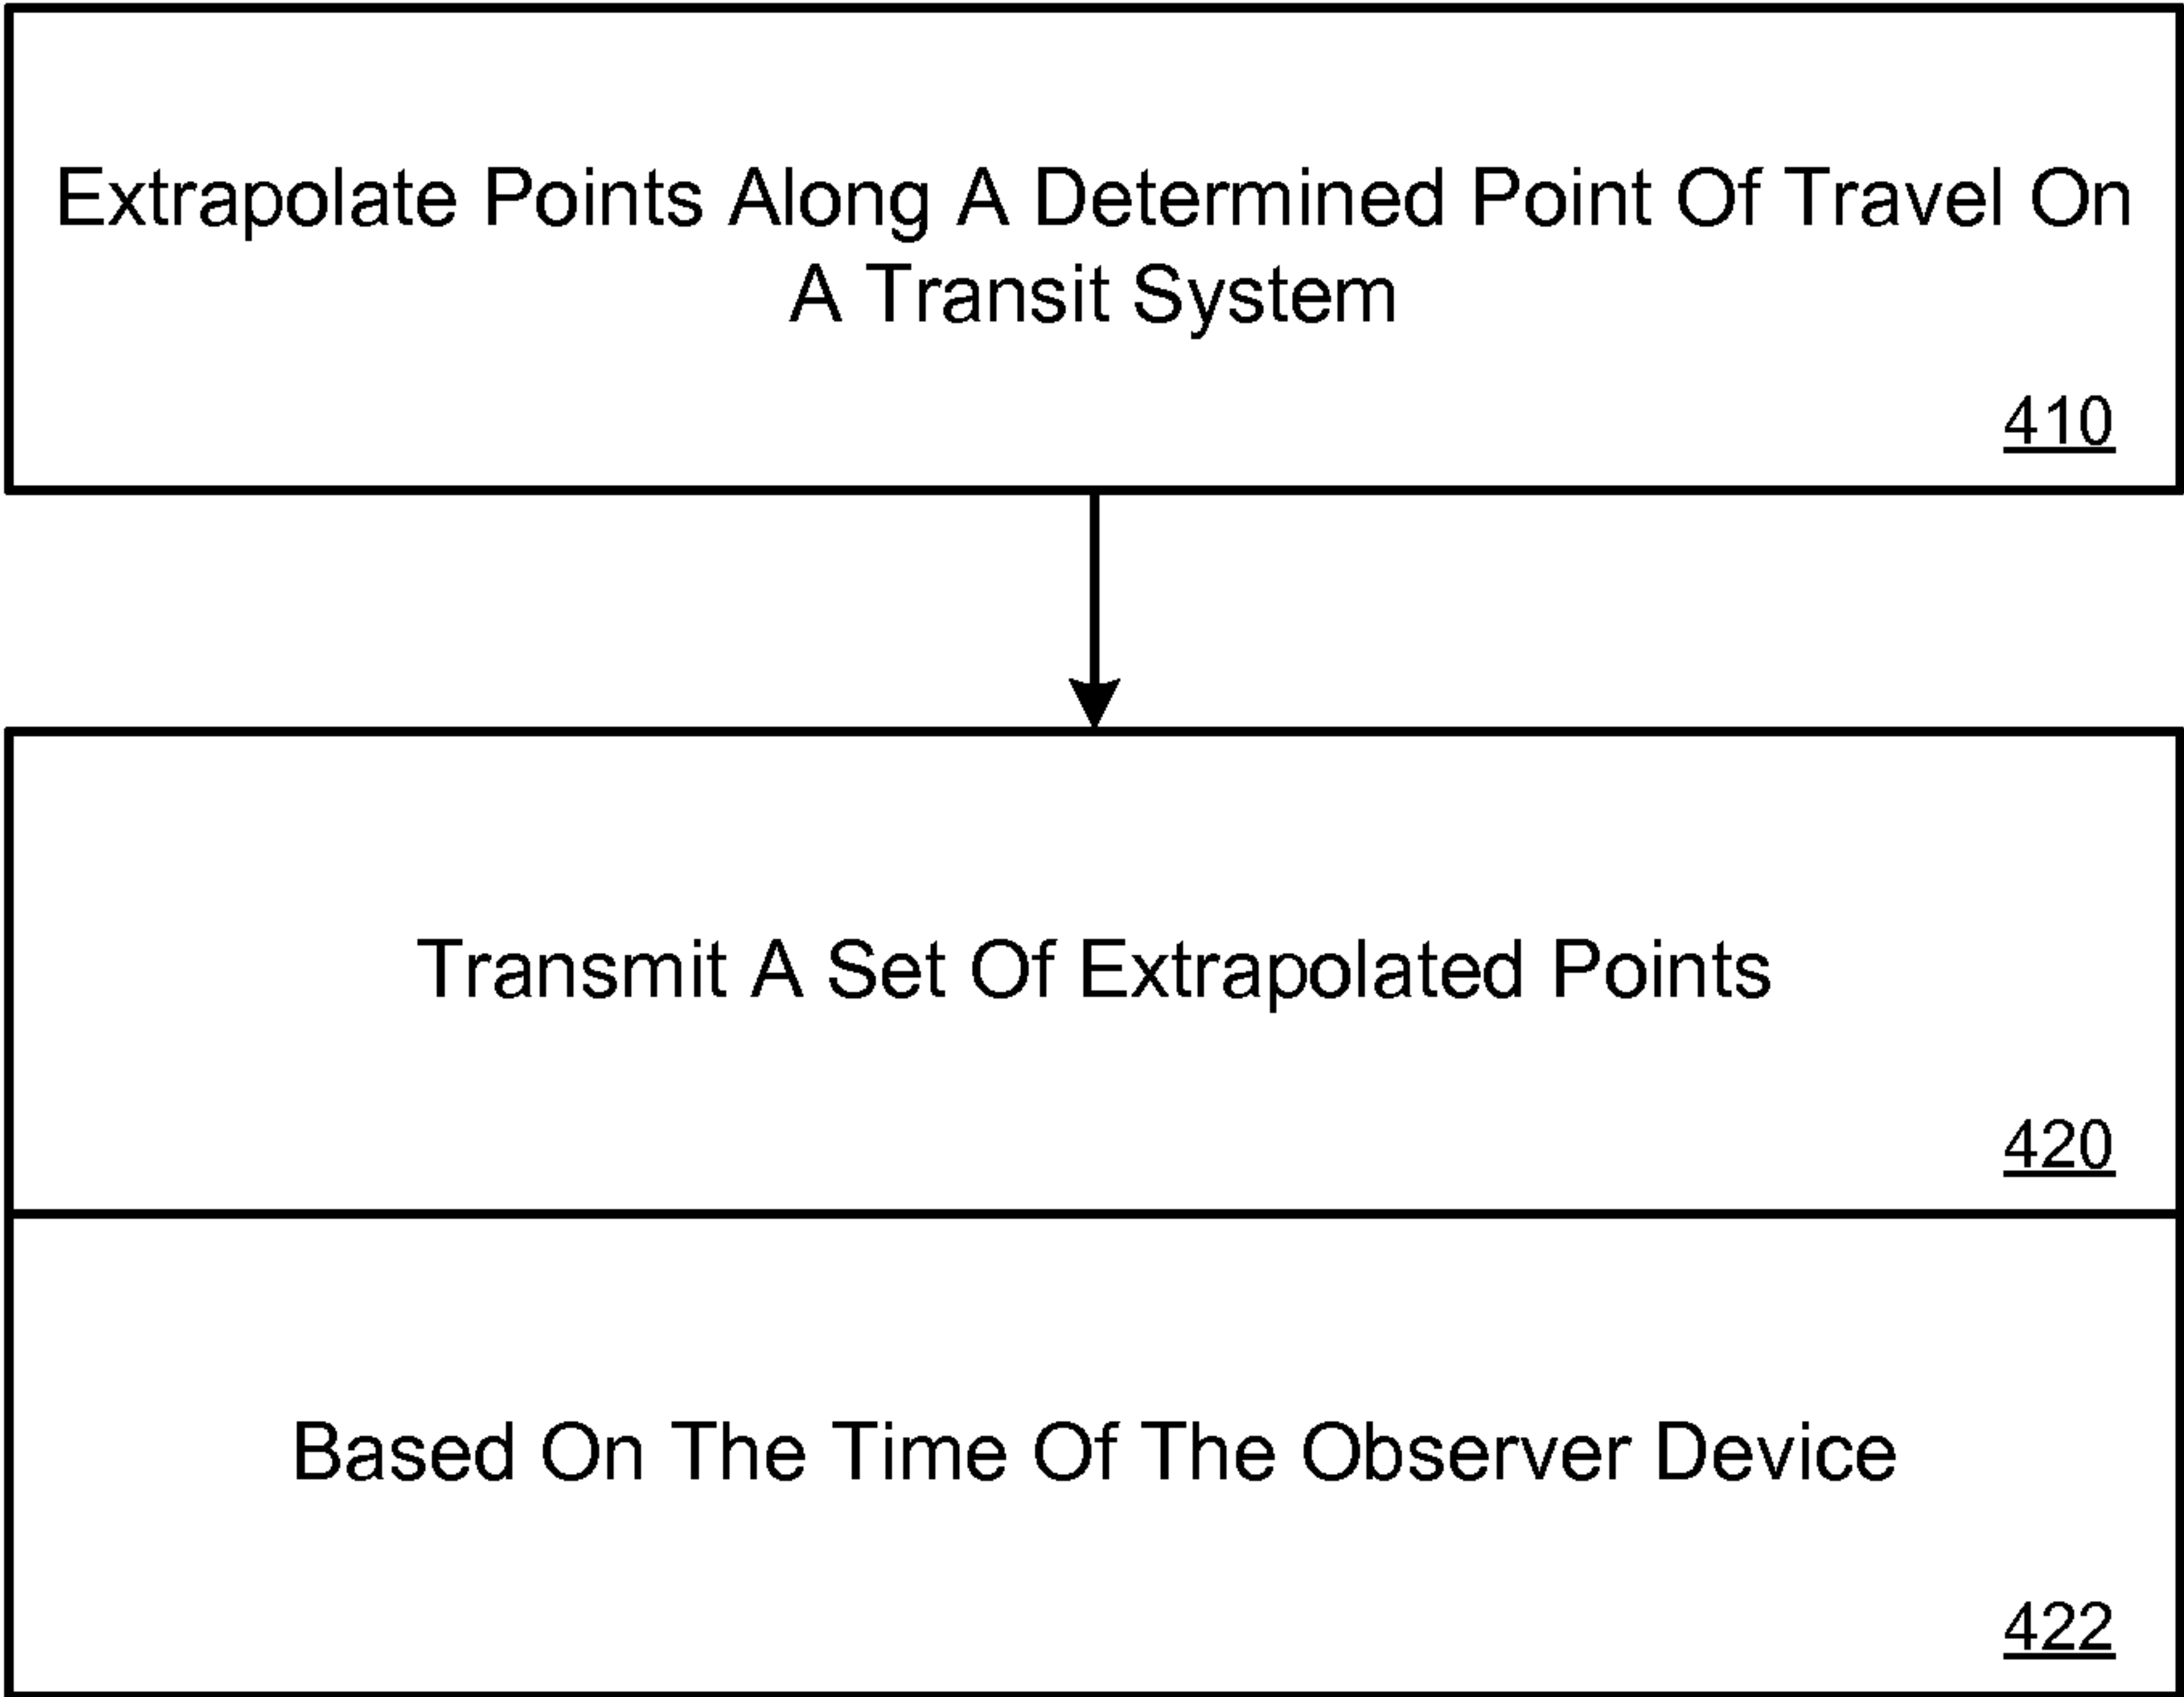 Extrapolate Points Along A Determined Point Of Travel On
A Transit System
410
Transmit A Set Of Extrapolated Points
420
Based On The Time Of The Observer Device
422